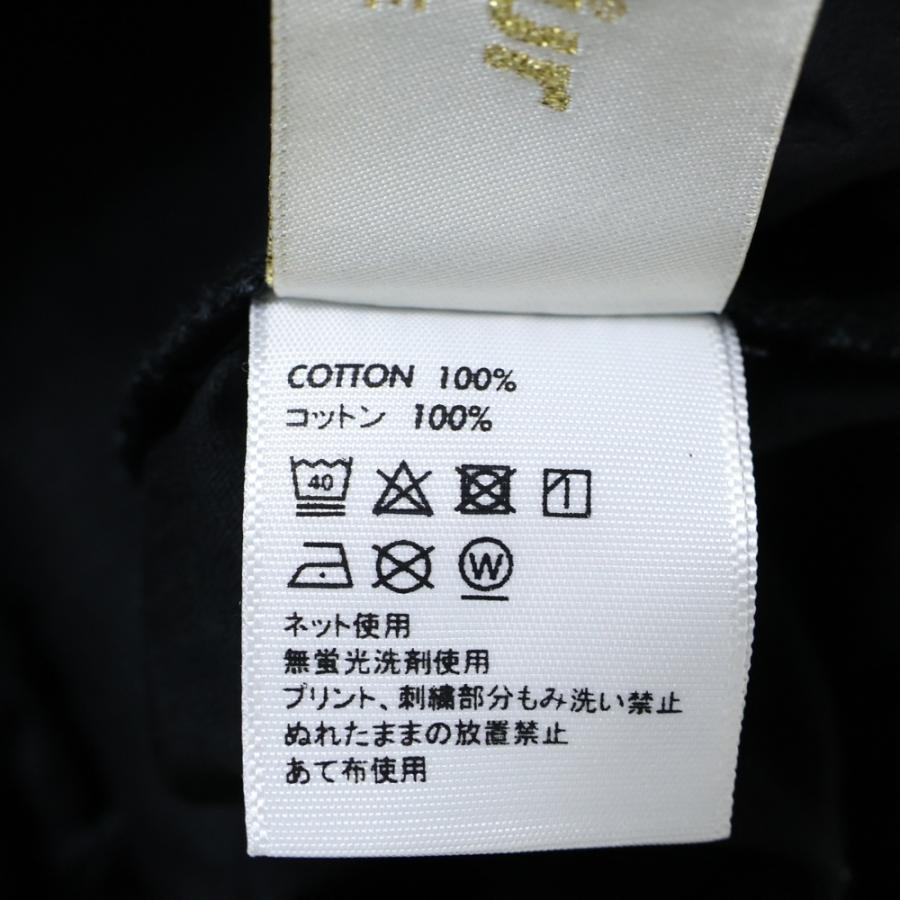 für
COTTON 100%
コットン 100%
40
W
ネット使用
無蛍光洗剤使用
プリント、刺繍部分もみ洗い禁止
ぬれたままの放置禁止
あて布使用